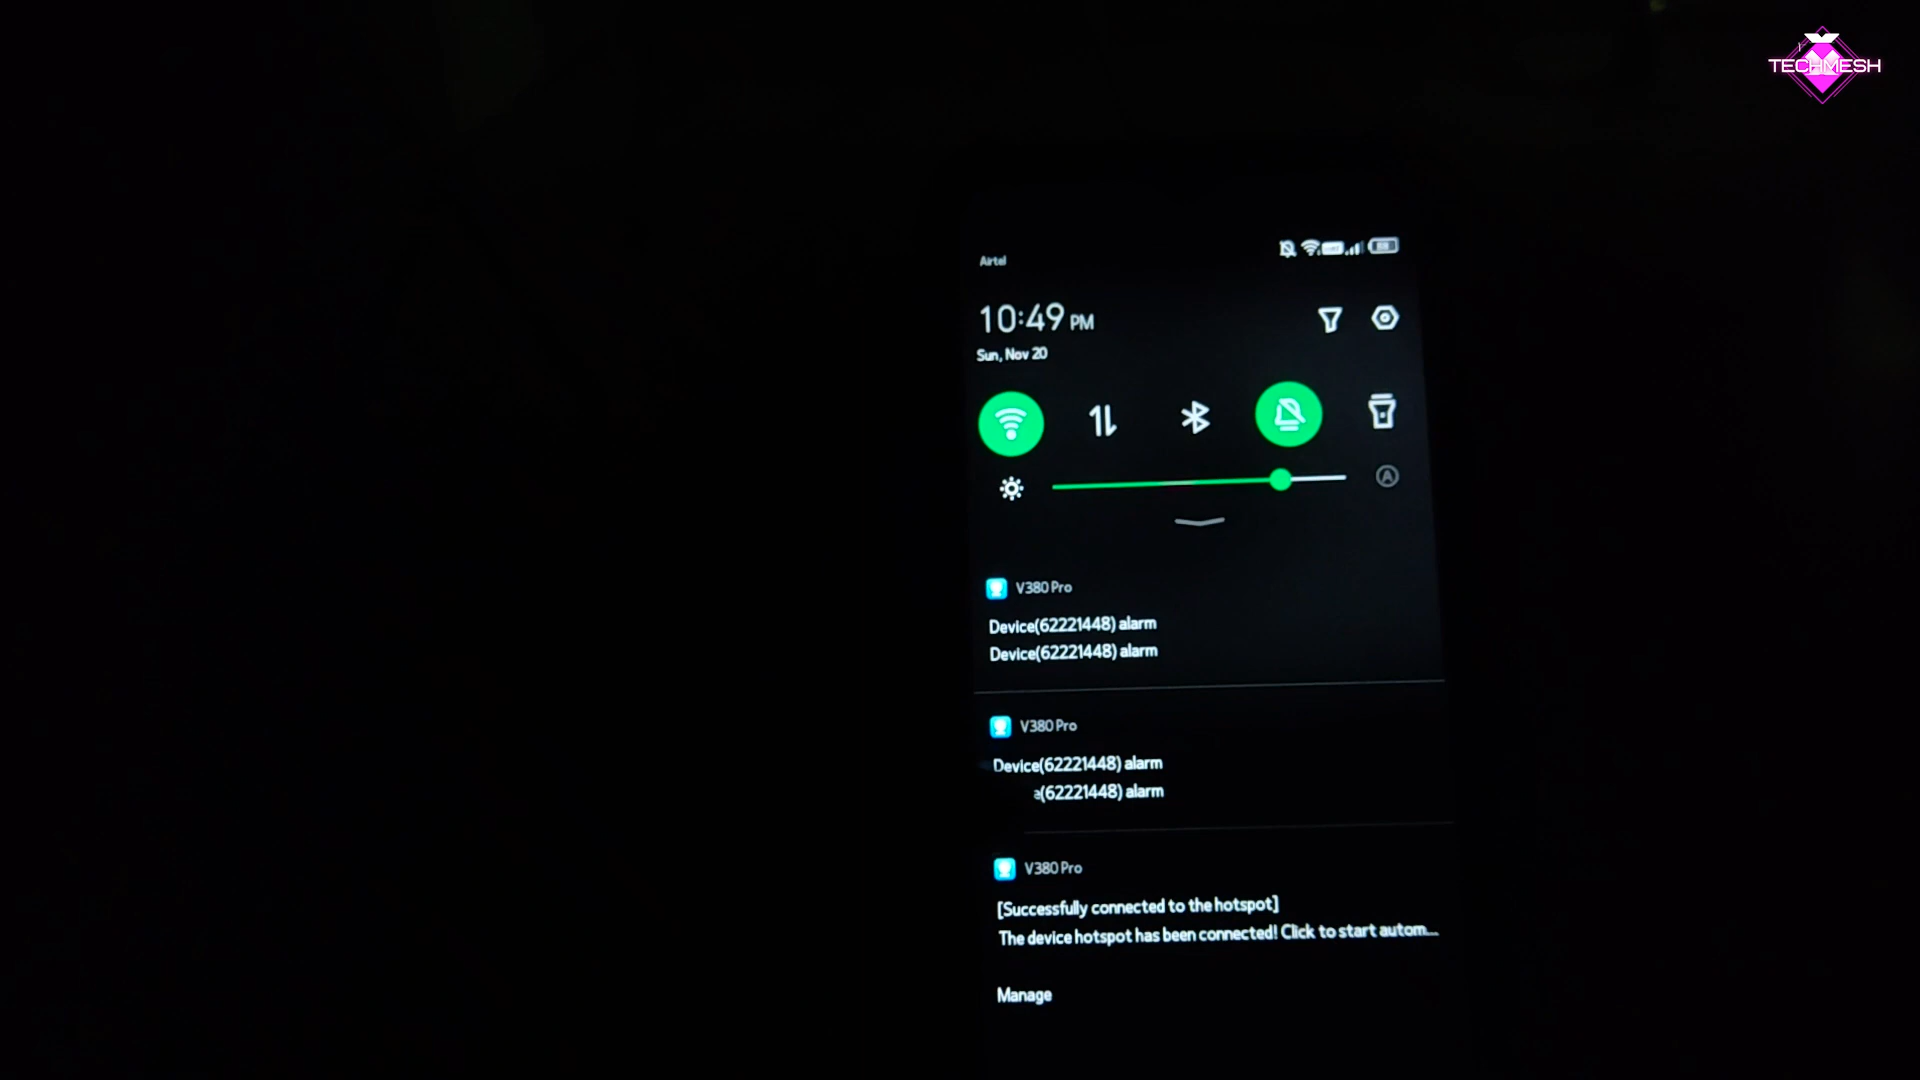 TECHMESH
Airtel
10:49 PM
Sun, Nov 20
A
V380 Pro
Device(62221448) alarm
Device(62221448) alarm
V380 Pro
Device(62221448) alarm
(62221448) alarm
V380 Pro
[Successfully connected to the hotspot]
The device hotspot has been connected! Click to start autom...
Manage